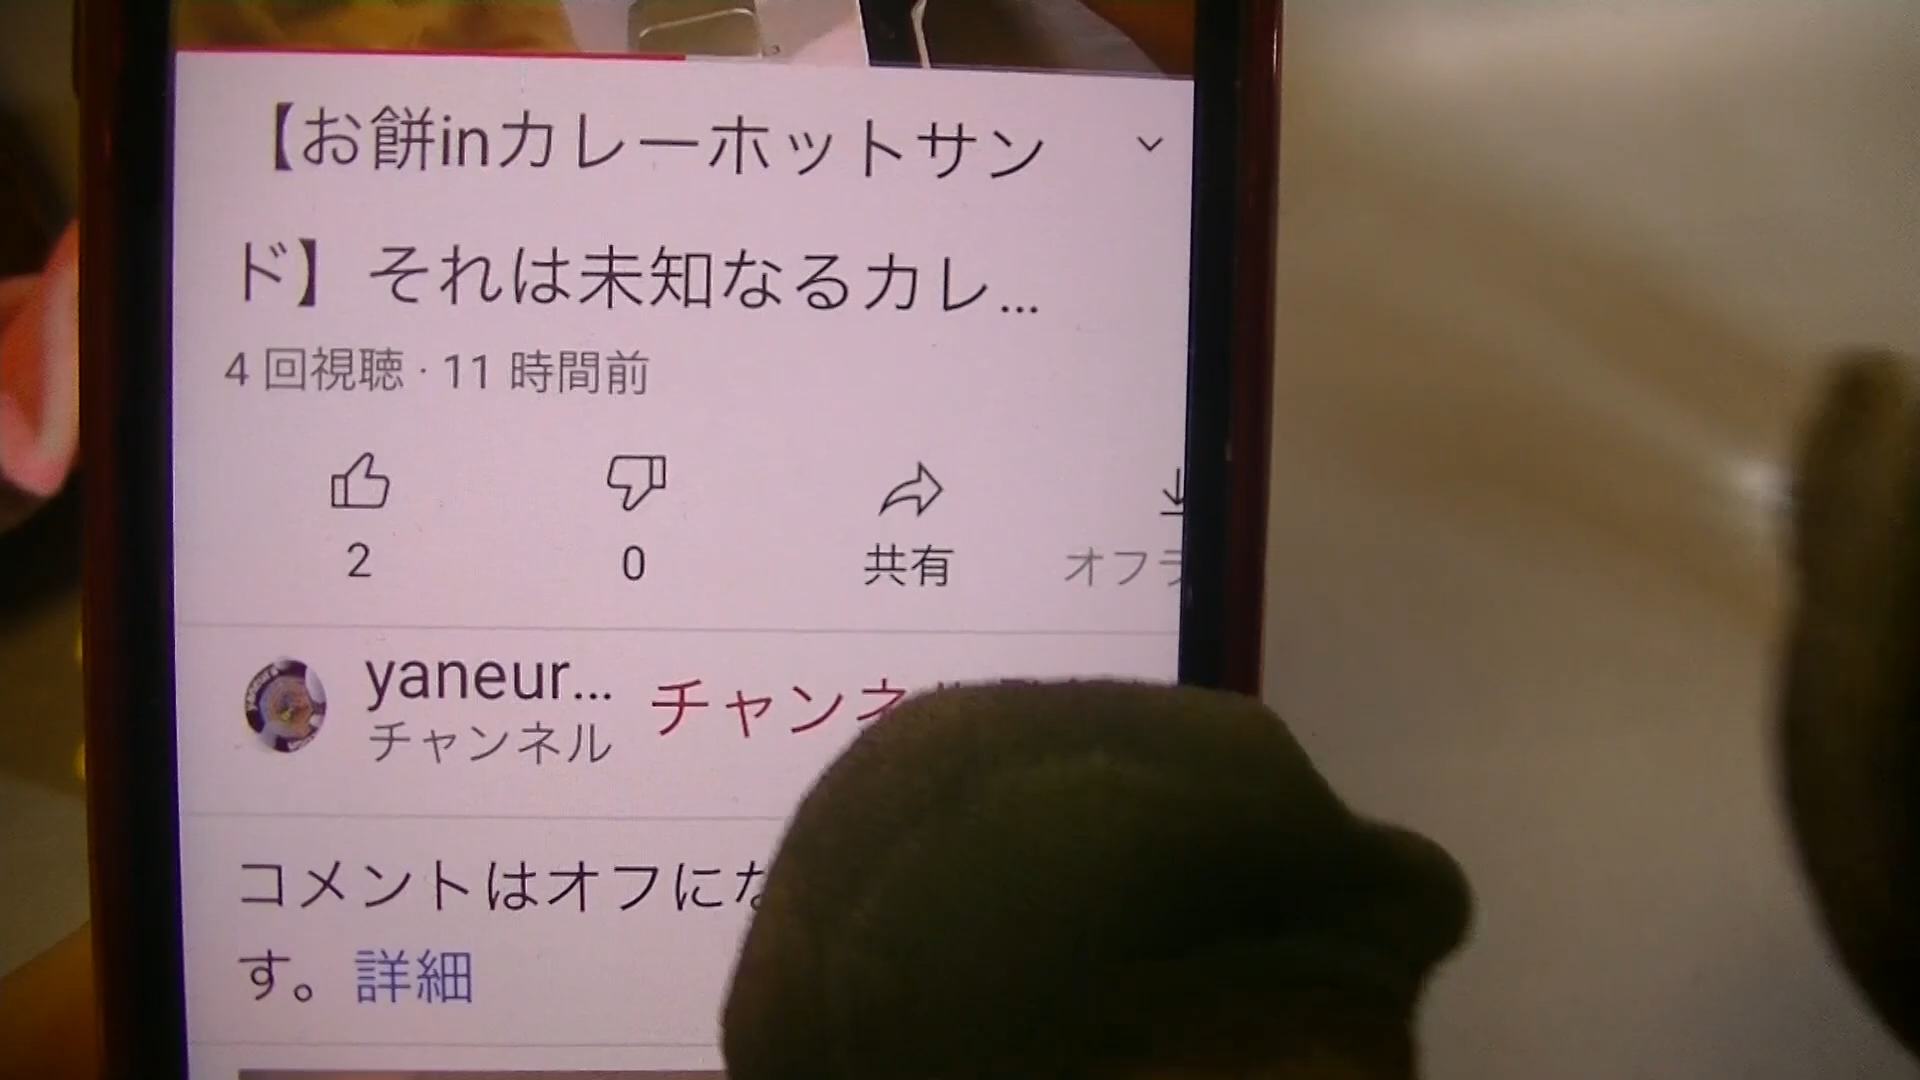 【お餅inカレーホットサン
ド】 それは未知なるカレ...
4 回視聴 · 11 時間前
2
0
共有
オフラ
yaneur...
チャンネ
チャンネル
コメントはオフにな
す。詳細